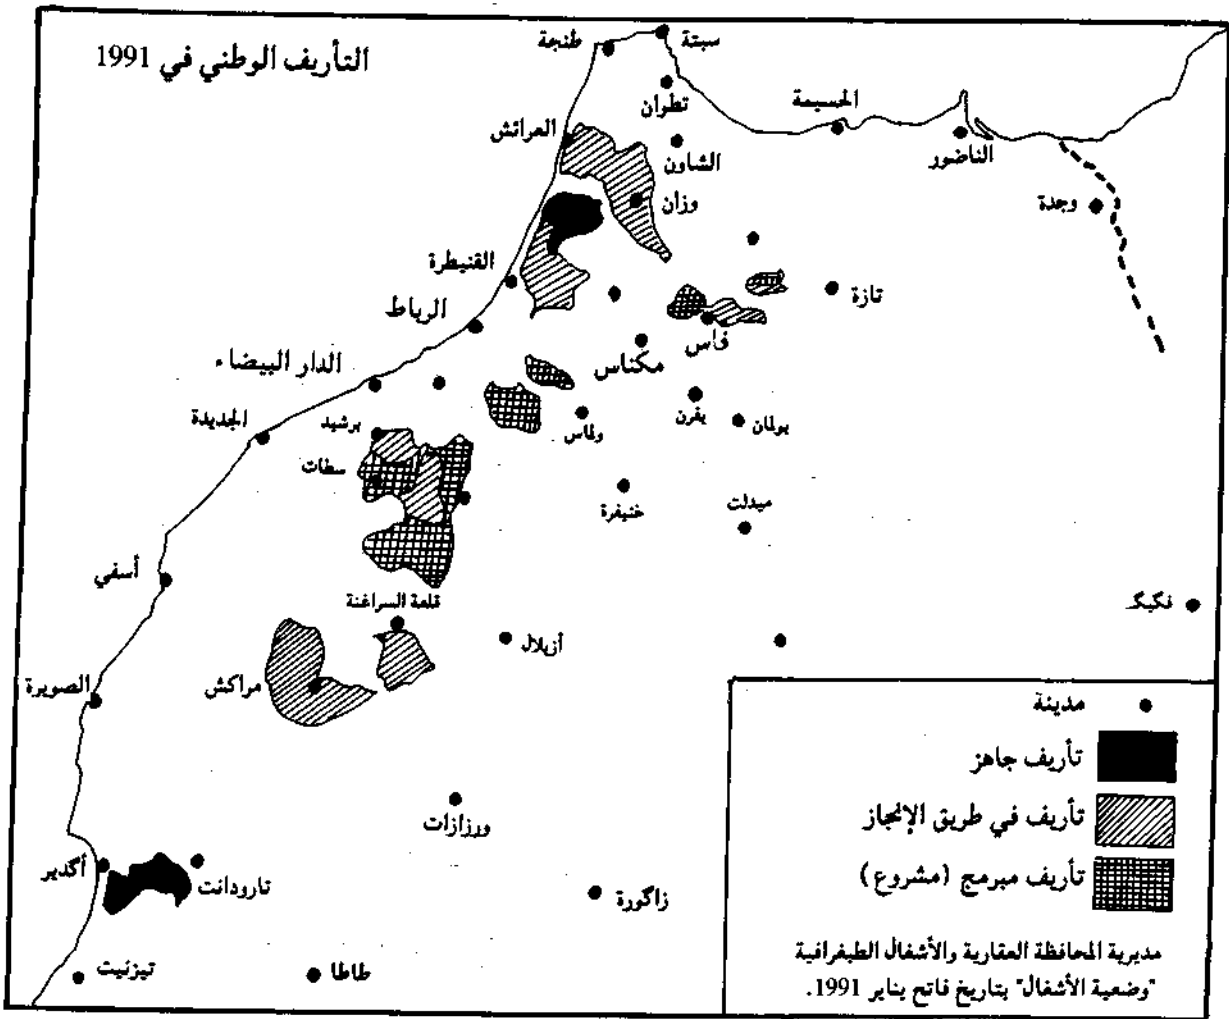 التأريف الوطني في 1991
سبتة
طنجة
تطران
الحسيمة
العرائش
الشاون
الناضور
وزان
وجدة
القنيطرة
تازة
الرباط
فاس
مكناس
الدار البيضاء
الجديدة
برشيد
ولماس
يفرن
بولمان
سطات
خنيفرة
ميدلت
أسفي
قلعة السراغنة
فكيك
أزيلال
مراكش
الصويرة
ورزازات
أگدير
تارودانت
زاگورة
تيزنيت
طاطا
مدينة
تأريف جاهز
تأريف في طريق الإنجاز
تأريف مبرمج (مشروع)
مديرية المحافظة العقارية والأشغال الطبغرافية
"وضعية الأشغال" بتاريخ فاتح يناير 1991.